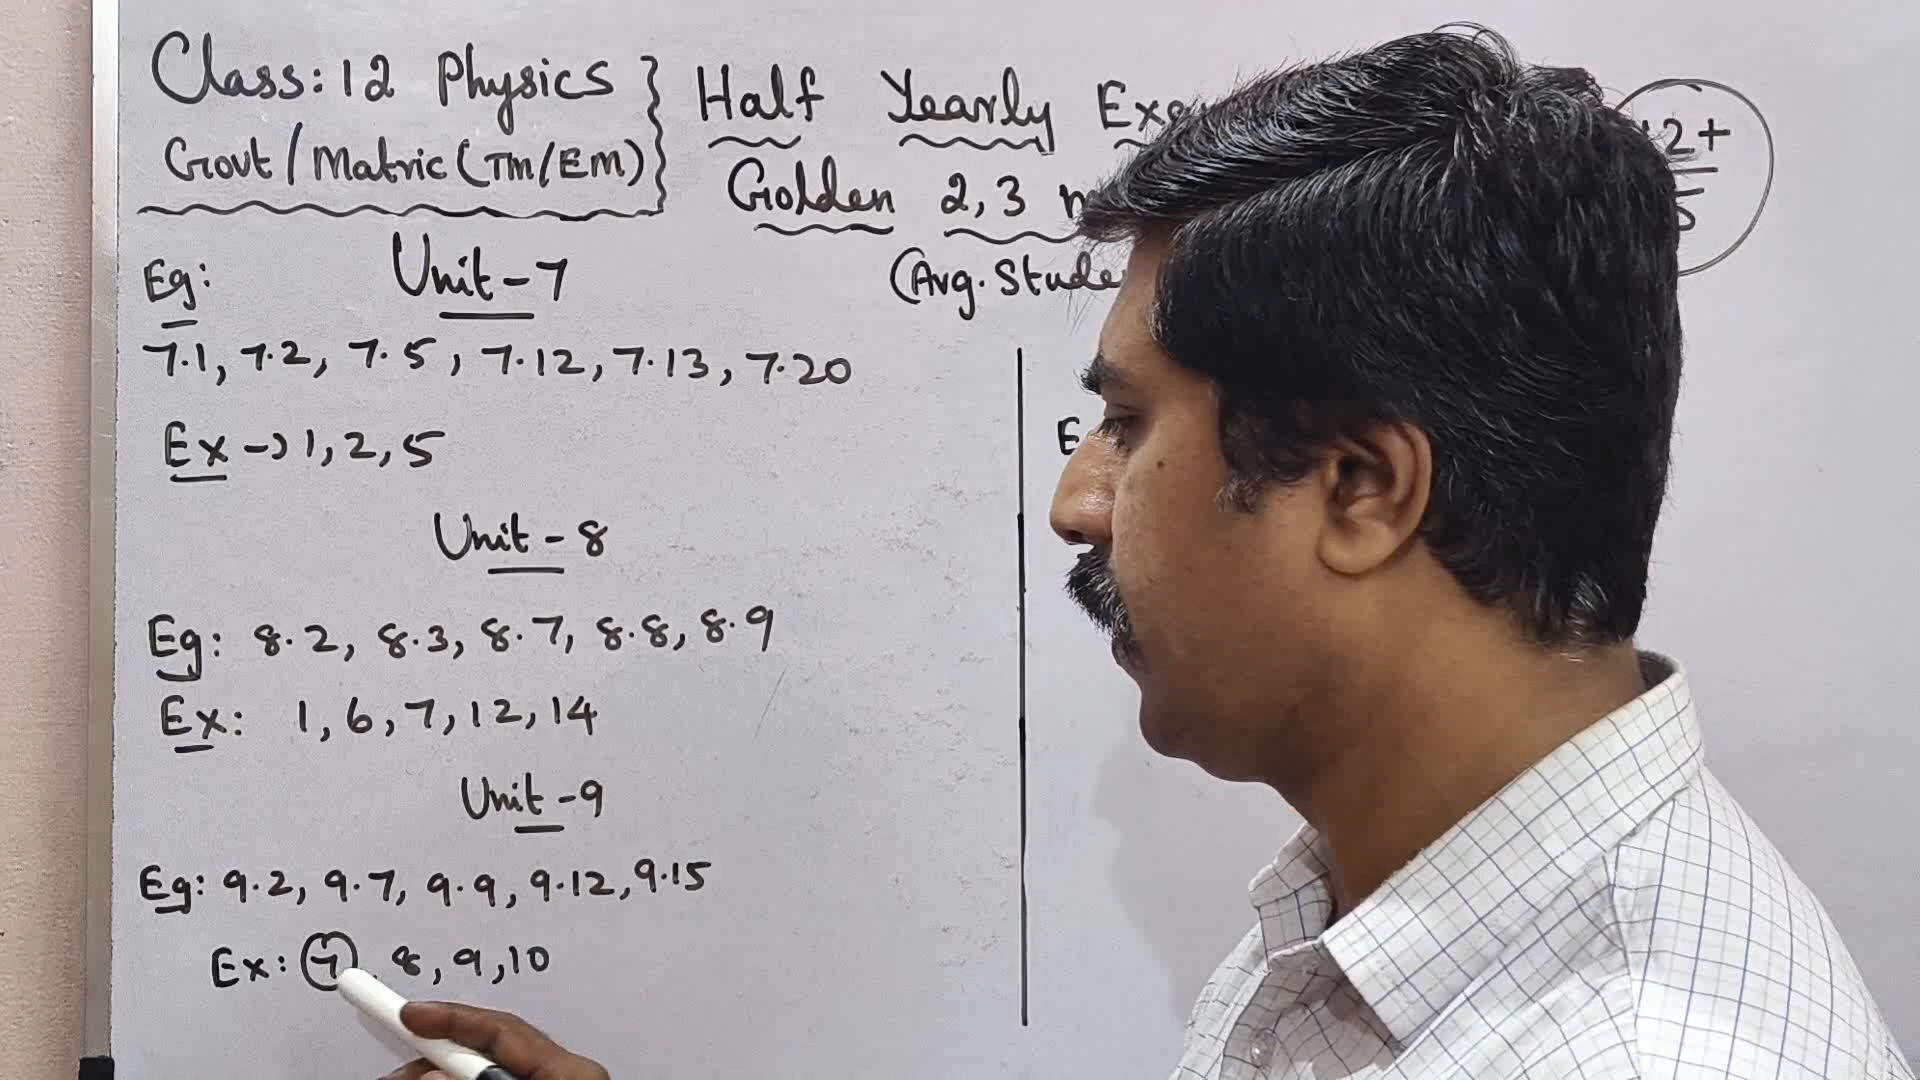 Class: 12 Physics
Govt/Matric (TM/EM)
Half Yearly
Golden 2, 3
(Avg. Stude
2+
5
Eg: Unit-7
7.1, 7.2, 7.5, 7.12, 7.13, 7.20
Ex → 1, 2, 5
Unit - 8
Eg: 8.2, 8.3, 8.7, 8.8, 8.9
Ex: 1, 6, 7, 12, 14
Unit-9
Eg: 9.2, 9.7, 9.9, 9.12, 9.15
Ex: 7, 8, 9, 10